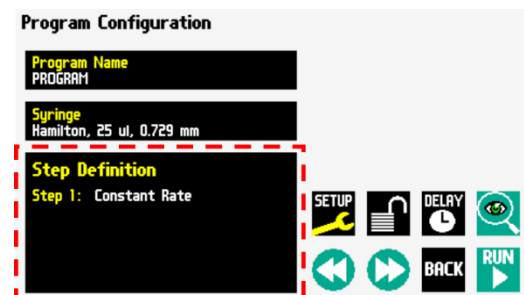 Program Configuration
Program Name
PROGRAM
Syringe
Hamilton, 25 ul, 0.729 mm
Step Definition
Step 1: Constant Rate
SETUP
DELAY
BACK
RUN